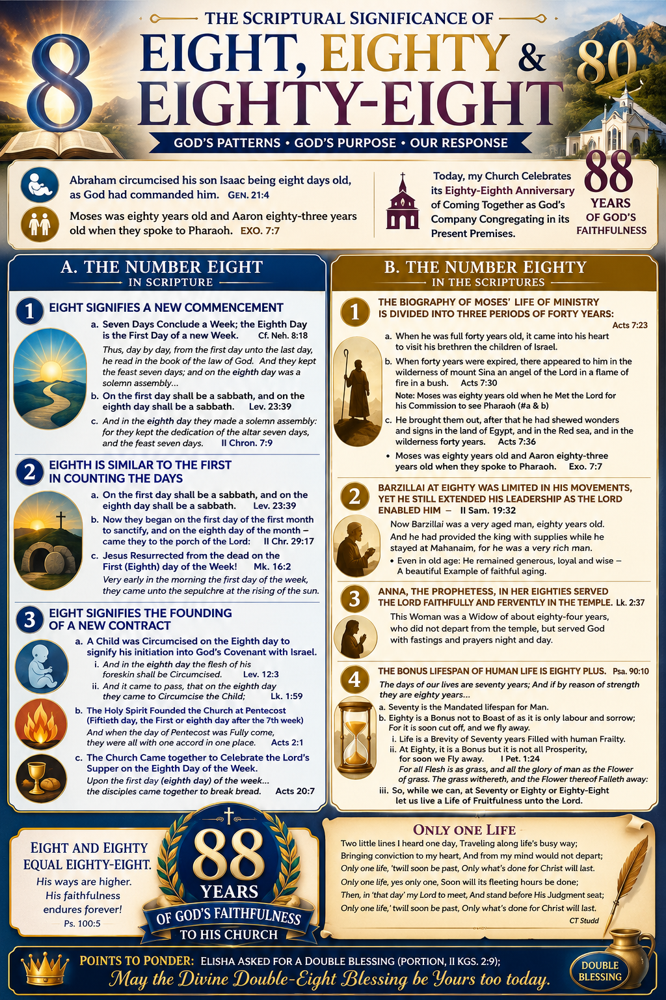 THE SCRIPTURAL SIGNIFICANCE OF
8
EIGHT, EIGHTY &
80
EIGHTY-EIGHT
GOD'S PATTERNS • GOD'S PURPOSE • OUR RESPONSE
Abraham circumcised his son Isaac being eight days old,
as God had commanded him. GEN. 21:4
Moses was eighty years old and Aaron eighty-three years
old when they spoke to Pharaoh. EXO. 7:7
Today, my Church Celebrates
its Eighty-Eighth Anniversary
of Coming Together as God's
Company Congregating in its
Present Premises.
88
YEARS
OF GOD'S
FAITHFULNESS
A. THE NUMBER EIGHT
IN SCRIPTURE
1 EIGHT SIGNIFIES A NEW COMMENCEMENT
a. Seven Days Conclude a Week; the Eighth Day
is the First Day of a new Week. Cf. Neh. 8:18
Thus, day by day, from the first day unto the last day,
he read in the book of the law of God. And they kept
the feast seven days; and on the eighth day was a
solemn assembly...
b. On the first day shall be a sabbath, and on the
eighth day shall be a sabbath. Lev. 23:39
c. And in the eighth day they made a solemn assembly:
for they kept the dedication of the altar seven days,
and the feast seven days. II Chron. 7:9
2 EIGHTH IS SIMILAR TO THE FIRST
IN COUNTING THE DAYS
a. On the first day shall be a sabbath, and on the
eighth day shall be a sabbath. Lev. 23:39
b. Now they began on the first day of the first month
to sanctify, and on the eighth day of the month –
came they to the porch of the Lord: II Chr. 29:17
c. Jesus Resurrected from the dead on the
First (Eighth) day of the Week! Mk. 16:2
Very early in the morning the first day of the week,
they came unto the sepulchre at the rising of the sun.
3 EIGHT SIGNIFIES THE FOUNDING
OF A NEW CONTRACT
a. A Child was Circumcised on the Eighth day to
signify his initiation into God's Covenant with Israel.
i. And in the eighth day the flesh of his
foreskin shall be Circumcised. Lev. 12:3
ii. And it came to pass, that on the eighth day
they came to Circumcise the Child; Lk. 1:59
b. The Holy Spirit Founded the Church at Pentecost
(Fiftieth day, the First or eighth day after the 7th week)
And when the day of Pentecost was Fully come,
they were all with one accord in one place. Acts 2:1
c. The Church Came together to Celebrate the Lord's
Supper on the Eighth Day of the Week.
Upon the first day (eighth day) of the week...
the disciples came together to break bread. Acts 20:7
B. THE NUMBER EIGHTY
IN THE SCRIPTURES
1 THE BIOGRAPHY OF MOSES' LIFE OF MINISTRY
IS DIVIDED INTO THREE PERIODS OF FORTY YEARS:
Acts 7:23
a. When he was full forty years old, it came into his heart
to visit his brethren the children of Israel.
b. When forty years were expired, there appeared to him in the
wilderness of mount Sina an angel of the Lord in a flame of
fire in a bush. Acts 7:30
Note: Moses was eighty years old when he Met the Lord for
his Commission to see Pharaoh (#a & b)
c. He brought them out, after that he had shewed wonders
and signs in the land of Egypt, and in the Red sea, and in the
wilderness forty years. Acts 7:36
• Moses was eighty years old and Aaron eighty-three
years old when they spoke to Pharaoh. Exo. 7:7
2 BARZILLAI AT EIGHTY WAS LIMITED IN HIS MOVEMENTS,
YET HE STILL EXTENDED HIS LEADERSHIP AS THE LORD
ENABLED HIM – II Sam. 19:32
Now Barzillai was a very aged man, eighty years old.
And he had provided the king with supplies while he
stayed at Mahanaim, for he was a very rich man.
• Even in old age: He remained generous, loyal and wise –
A beautiful Example of faithful aging.
3 ANNA, THE PROPHETESS, IN HER EIGHTIES SERVED
THE LORD FAITHFULLY AND FERVENTLY IN THE TEMPLE. Lk. 2:37
This Woman was a Widow of about eighty-four years,
who did not depart from the temple, but served God
with fastings and prayers night and day.
4 THE BONUS LIFESPAN OF HUMAN LIFE IS EIGHTY PLUS. Psa. 90:10
The days of our lives are seventy years; And if by reason of strength
they are eighty years...
a. Seventy is the Mandated lifespan for Man.
b. Eighty is a Bonus not to Boast of as it is only labour and sorrow;
For it is soon cut off, and we fly away.
i. Life is a Brevity of Seventy years Filled with human Frailty.
ii. At Eighty, it is a Bonus but it is not all Prosperity,
for soon we Fly away. I Pet. 1:24
For all Flesh is as grass, and all the glory of man as the Flower
of grass. The grass withereth, and the Flower thereof Falleth away:
iii. So, while we can, at Seventy or Eighty or Eighty-Eight
let us live a Life of Fruitfulness unto the Lord.
EIGHT AND EIGHTY
EQUAL EIGHTY-EIGHT.
His ways are higher.
His faithfulness
endures forever!
Ps. 100:5
88
YEARS
OF GOD'S FAITHFULNESS
TO HIS CHURCH
ONLY ONE LIFE
Two little lines I heard one day, Traveling along life's busy way;
Bringing conviction to my heart, And from my mind would not depart;
Only one life, 'twill soon be past, Only what's done for Christ will last.
Only one life, yes only one, Soon will its fleeting hours be done;
Then, in 'that day' my Lord to meet, And stand before His Judgment seat;
Only one life,' twill soon be past, Only what's done for Christ will last.
CT Studd
POINTS TO PONDER: ELISHA ASKED FOR A DOUBLE BLESSING (PORTION, II KGS. 2:9);
May the Divine Double-Eight Blessing be Yours too today.
DOUBLE
BLESSING